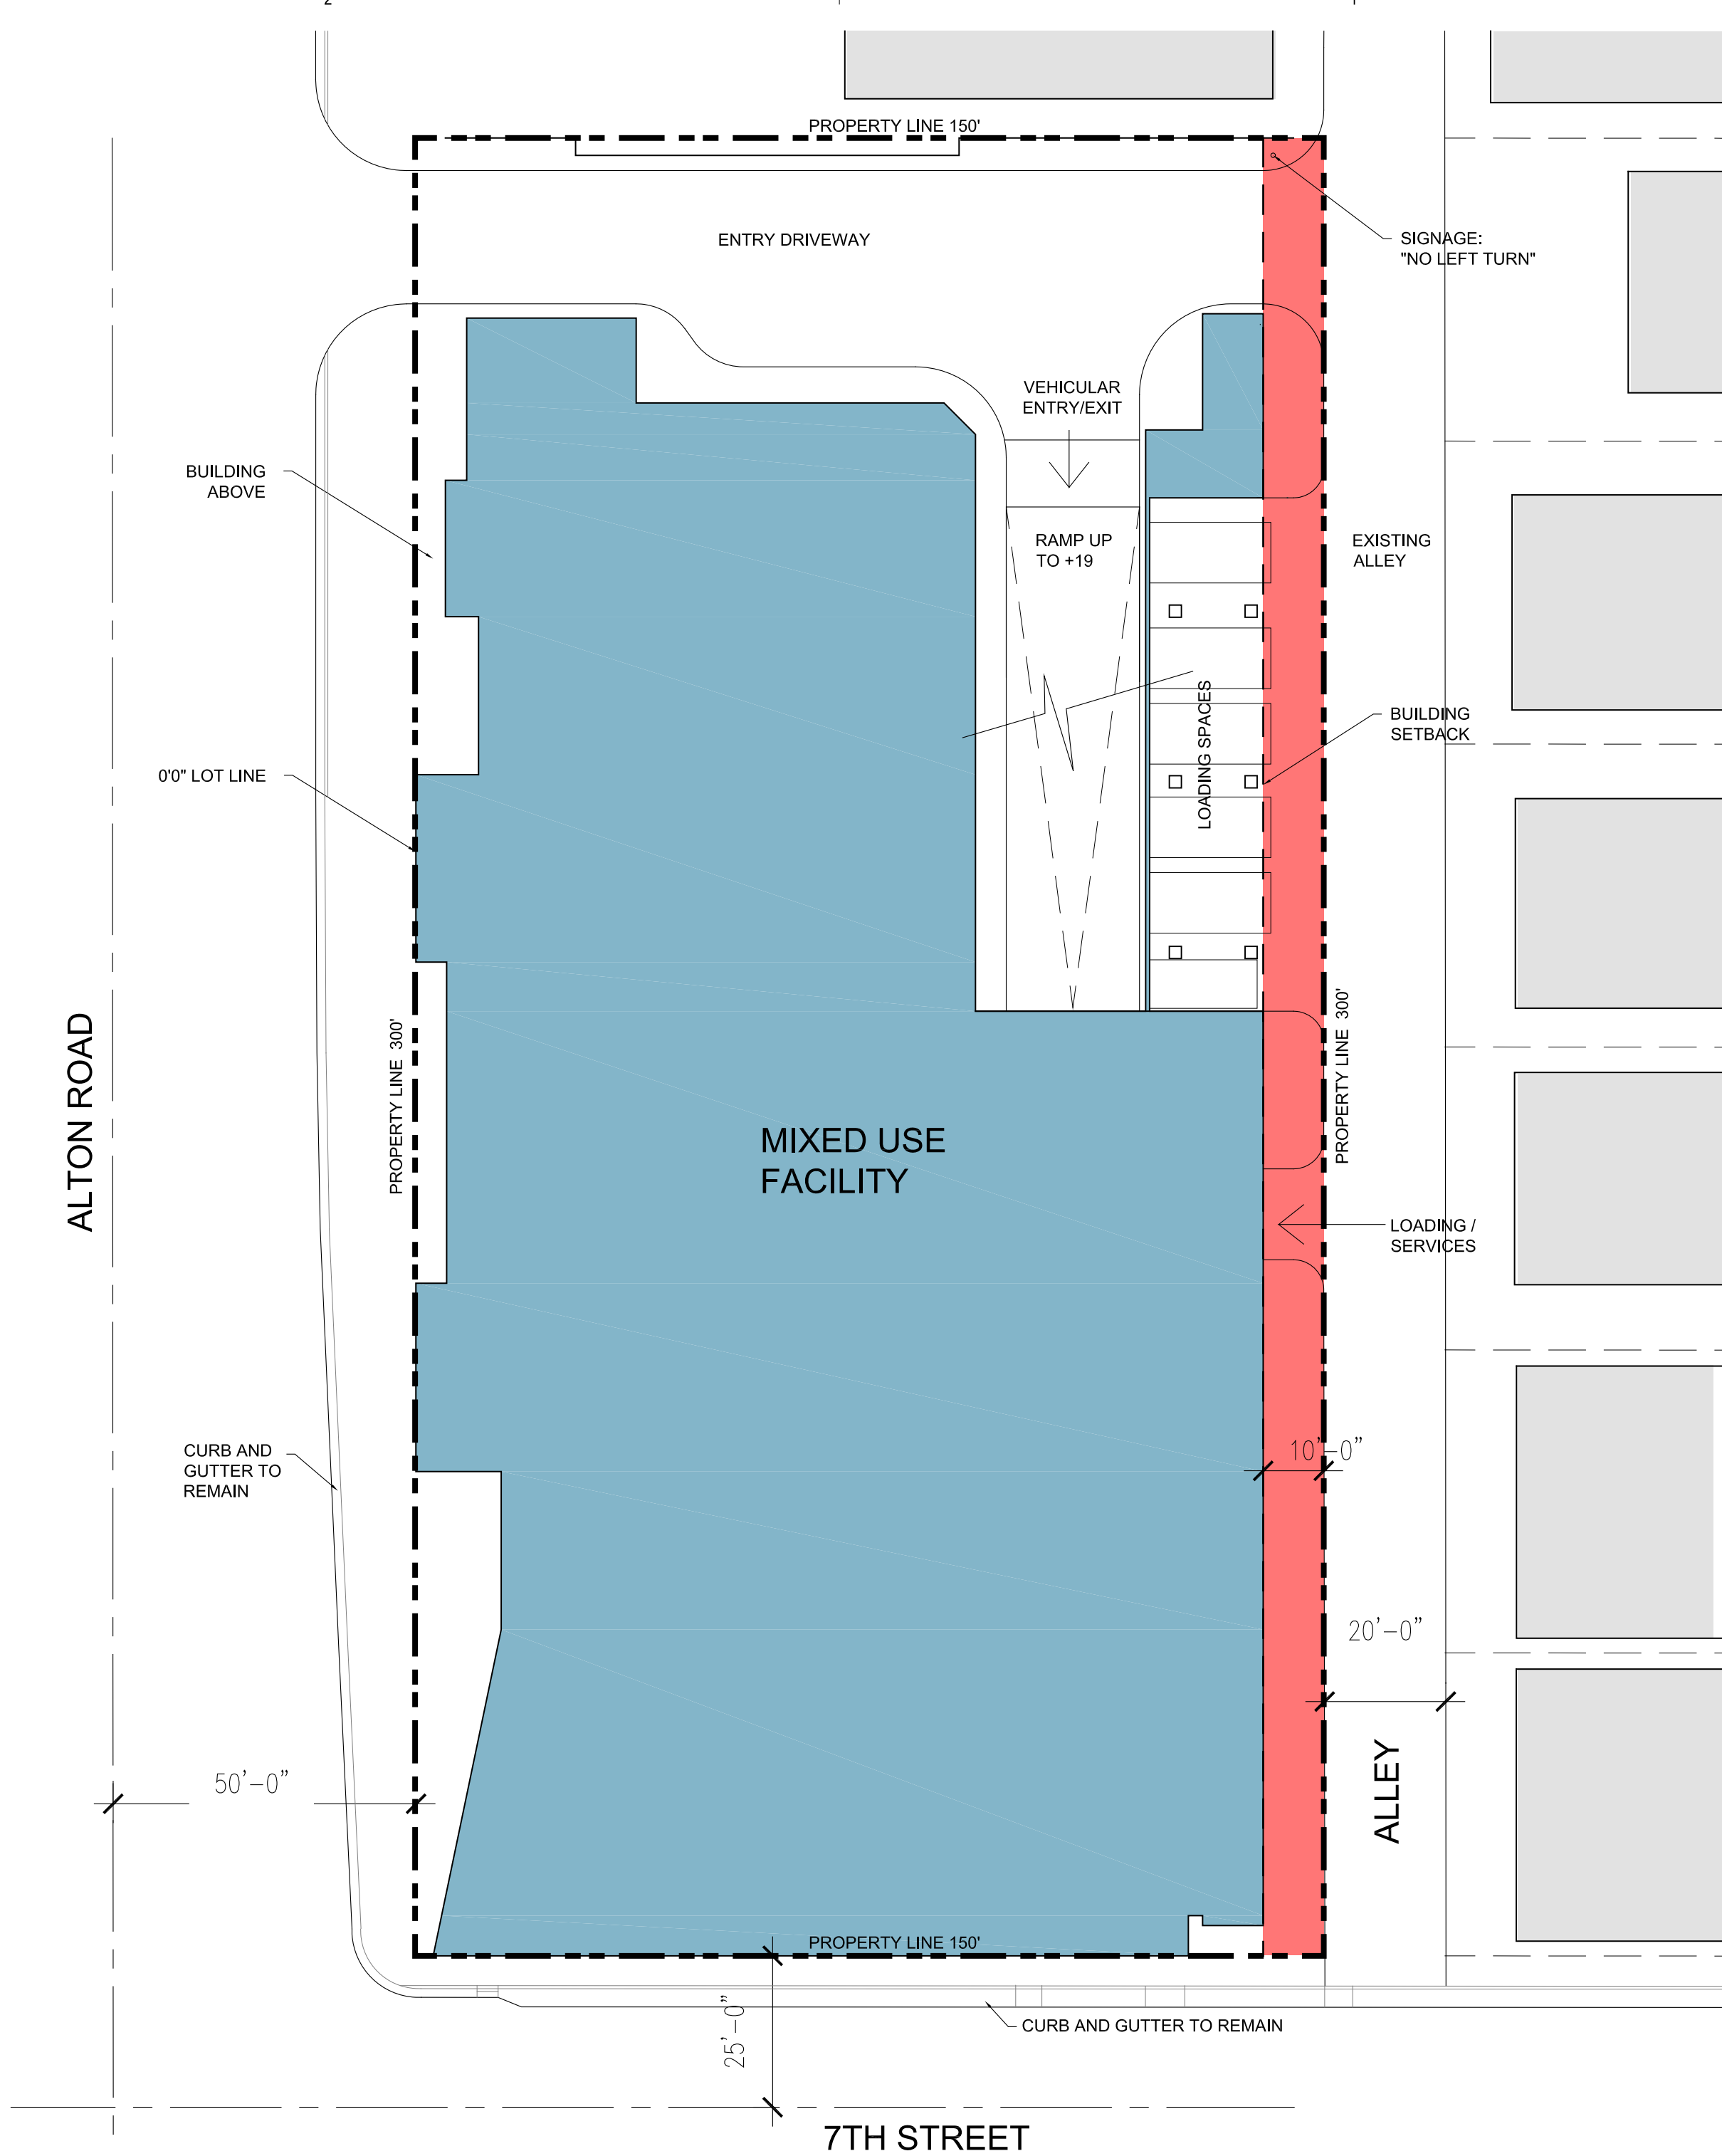 2
PROPERTY LINE 150'
ENTRY DRIVEWAY
SIGNAGE:
"NO LEFT TURN"
VEHICULAR
ENTRY/EXIT
BUILDING
ABOVE
RAMP UP
TO +19
EXISTING
ALLEY
LOADING SPACES
BUILDING
SETBACK
0'0" LOT LINE
ALTON ROAD
PROPERTY LINE 300'
PROPERTY LINE 300'
MIXED USE
FACILITY
LOADING /
SERVICES
CURB AND
GUTTER TO
REMAIN
10'-0"
20'-0"
50'-0"
ALLEY
PROPERTY LINE 150'
25'-0"
CURB AND GUTTER TO REMAIN
7TH STREET